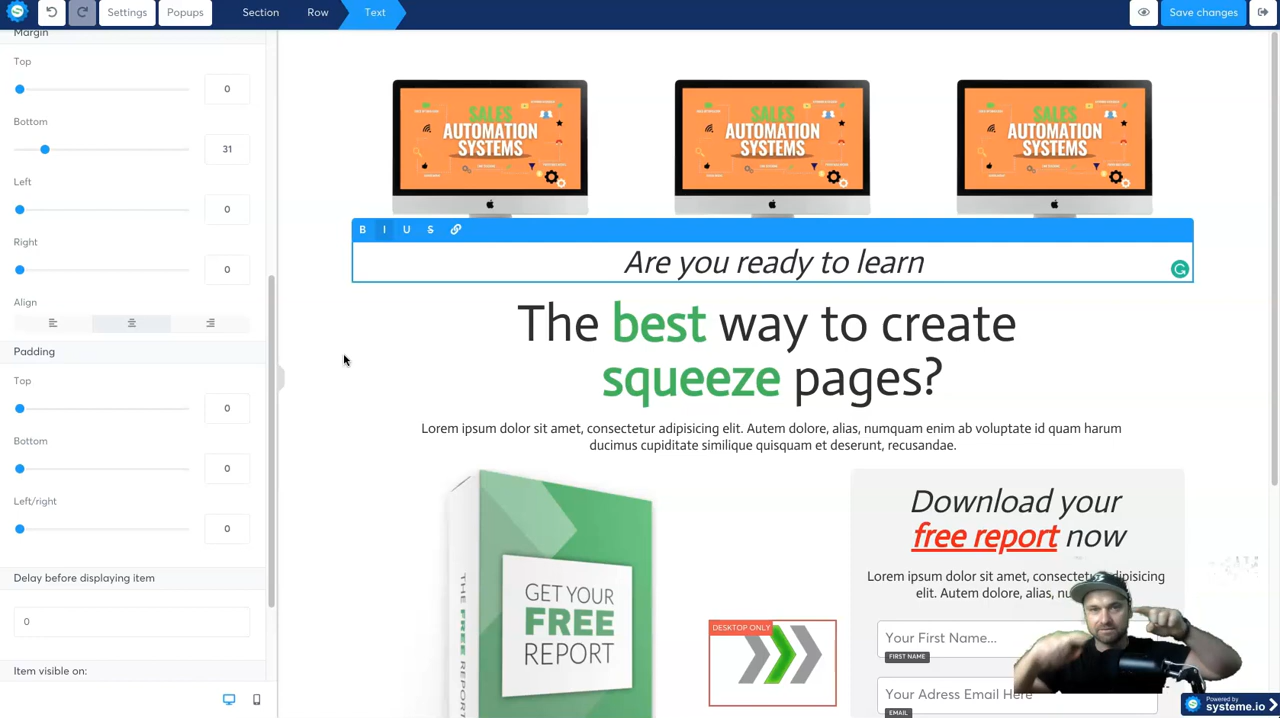 Settings
Popups
Section
Row
Text
Save changes
Margin
Top
0
Bottom
31
Left
0
Right
0
Align
Padding
Top
0
Bottom
0
Left/right
0
Delay before displaying item
0
Item visible on:
SALES
AUTOMATION
SYSTEMS
SALES
AUTOMATION
SYSTEMS
SALES
AUTOMATION
SYSTEMS
B I U S
Are you ready to learn
The best way to create
squeeze pages?
Lorem ipsum dolor sit amet, consectetur adipisicing elit. Autem dolore, alias, numquam enim ab voluptate id quam harum
ducimus cupiditate similique quisquam et deserunt, recusandae.
THE FREE REPORT
GET YOUR
FREE
REPORT
DESKTOP ONLY
Download your
free report now
Lorem ipsum dolor sit amet, consectetur adipisicing
elit. Autem dolore, alias,
Your First Name...
FIRST NAME
Your Adress Email Here
EMAIL
Powered by
systeme.io